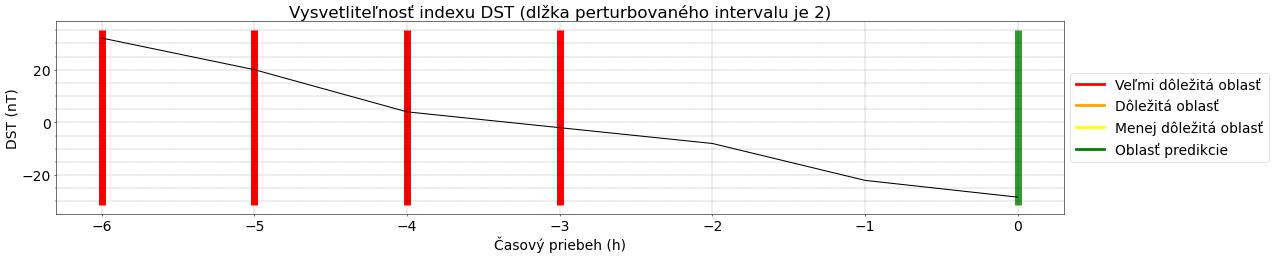 Vysvetliteľnosť indexu DST (dĺžka perturbovaného intervalu je 2)
DST (nT)
20
0
−20
−6 −5 −4 −3 −2 −1 0
Časový priebeh (h)
Veľmi dôležitá oblasť
Dôležitá oblasť
Menej dôležitá oblasť
Oblasť predikcie